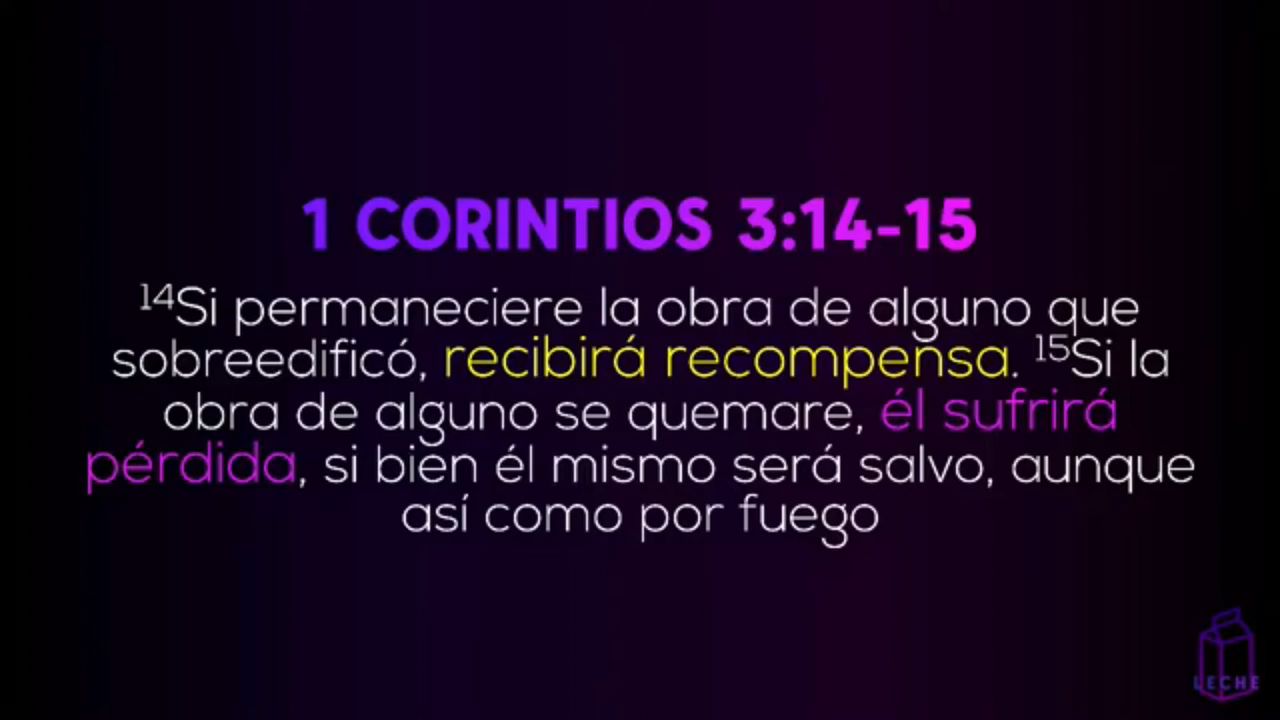 1 CORINTIOS 3:14-15
¹⁴Si permaneciere la obra de alguno que
sobreedificó, recibirá recompensa. ¹⁵Si la
obra de alguno se quemare, él sufrirá
pérdida, si bien él mismo será salvo, aunque
así como por fuego
LECHE